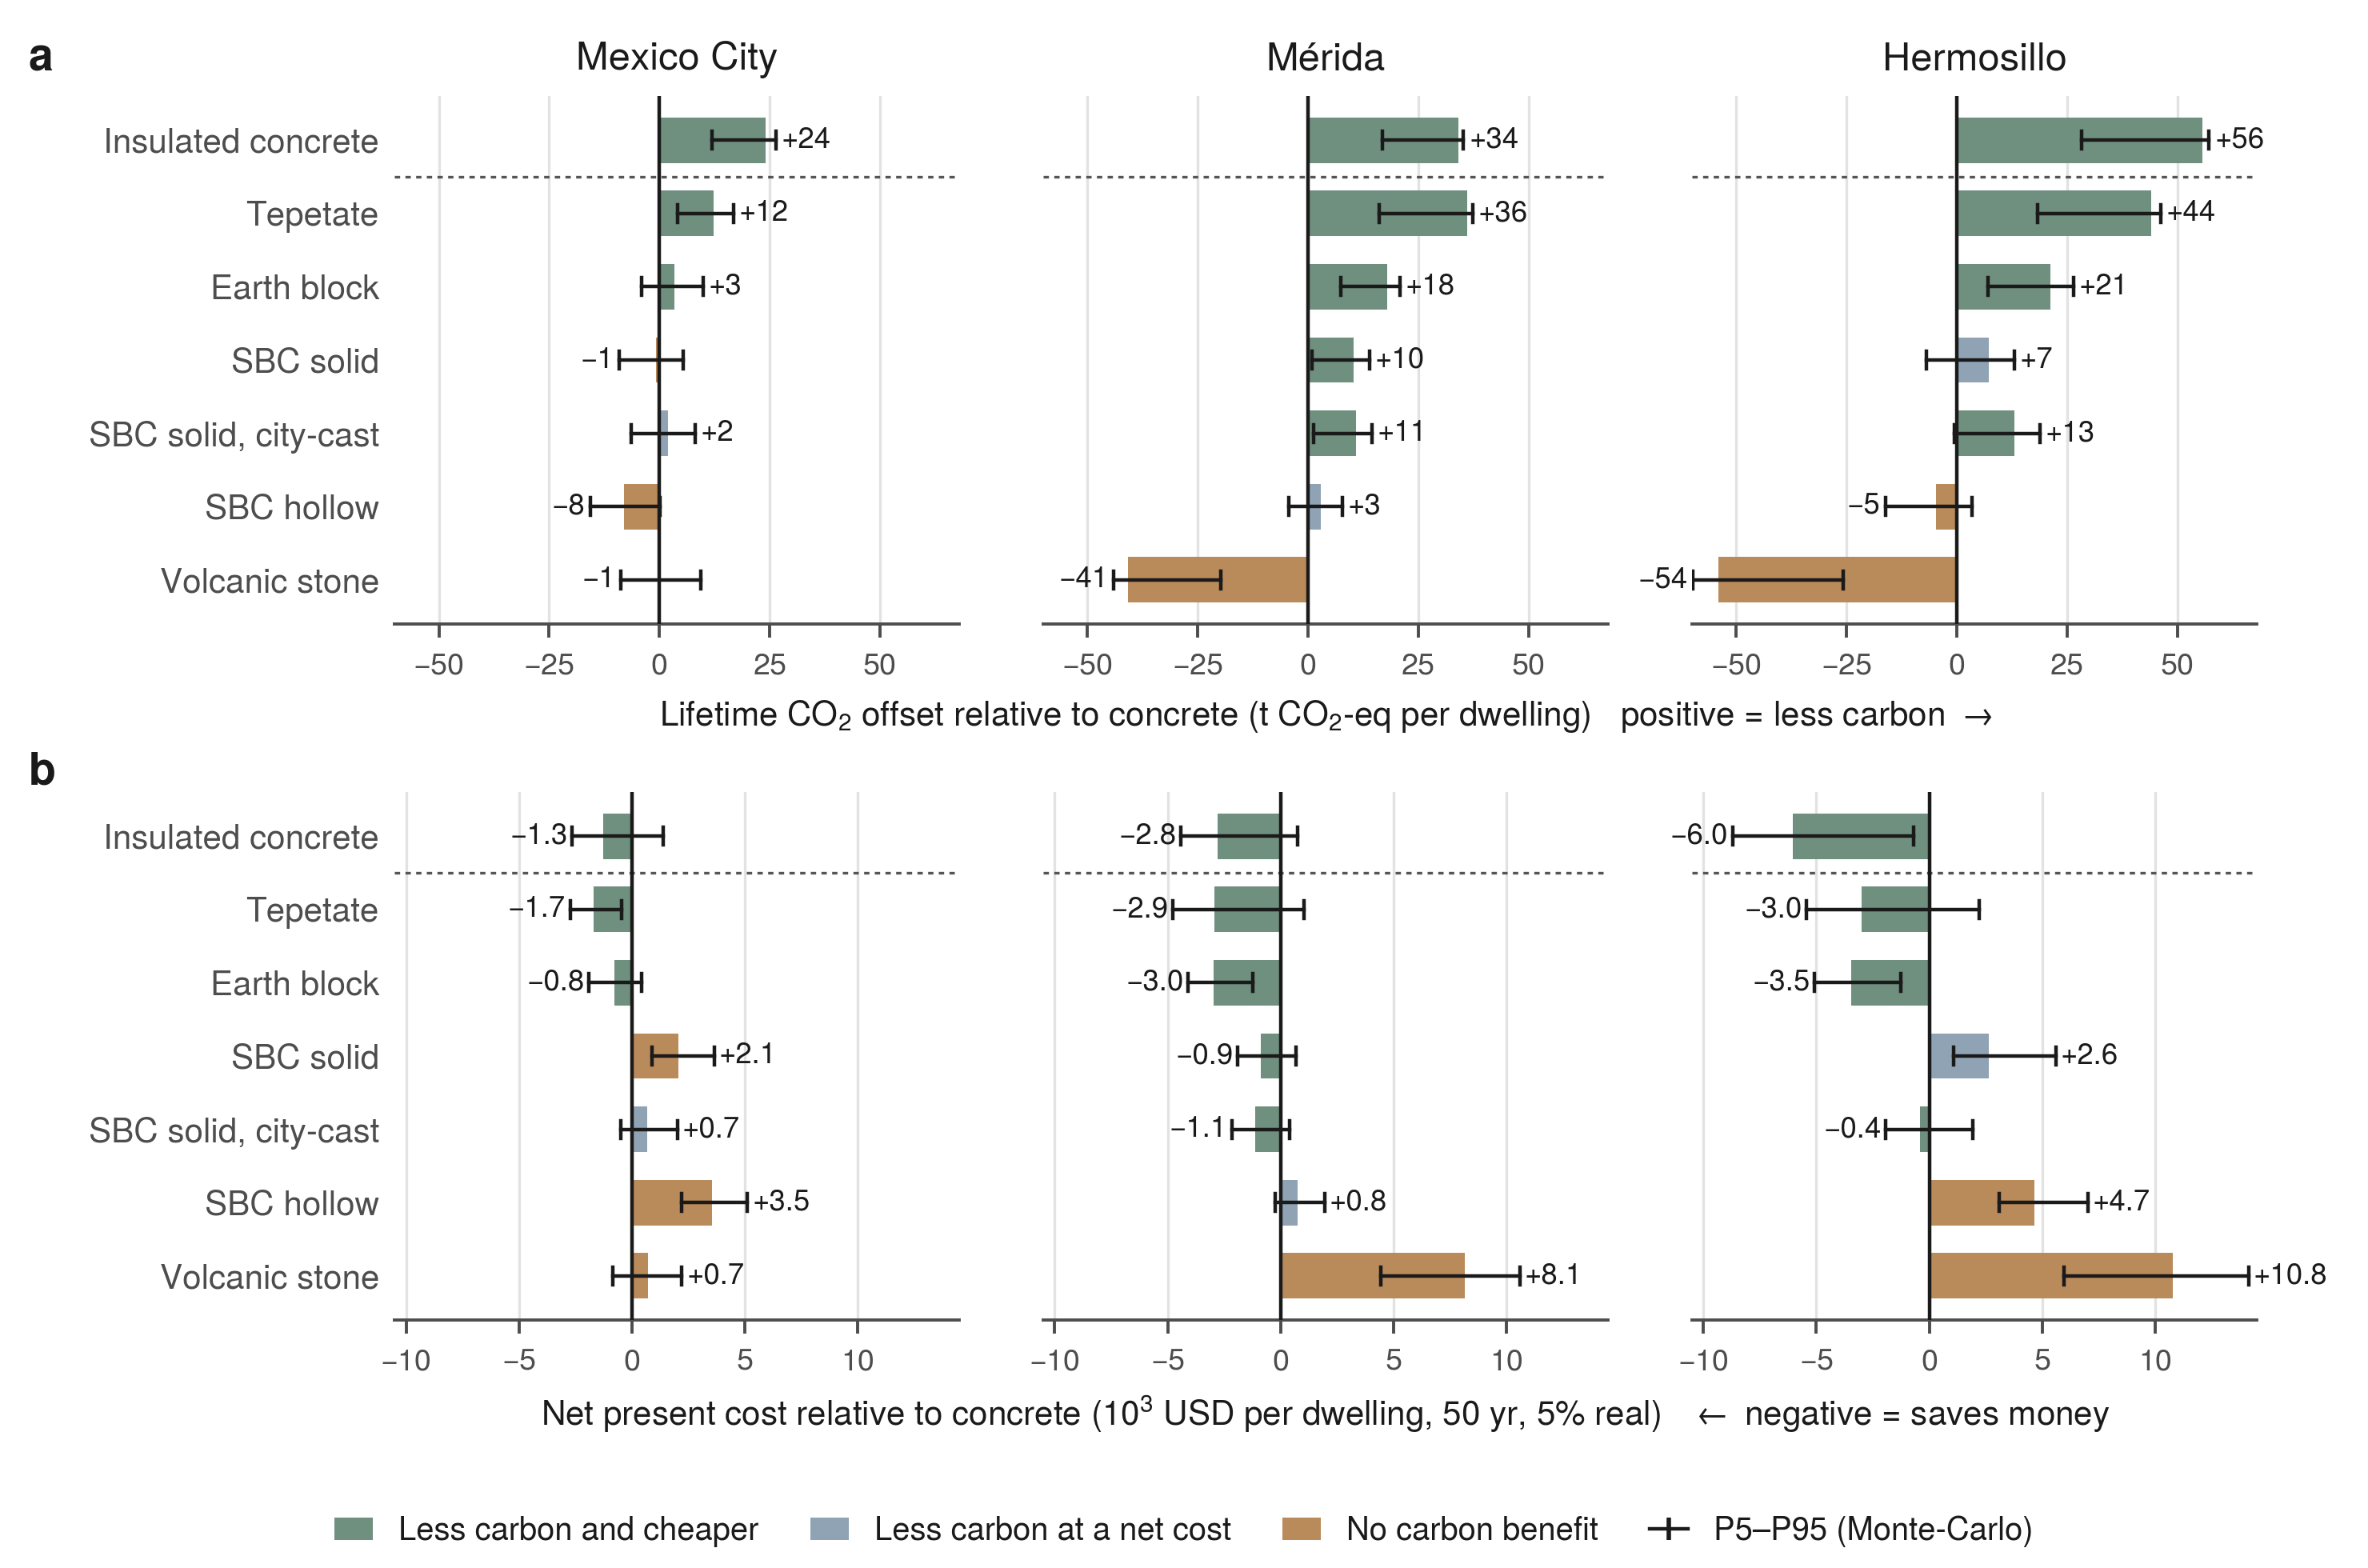 a
Mexico City Mérida Hermosillo
Insulated concrete +24 +34 +56
Tepetate +12 +36 +44
Earth block +3 +18 +21
SBC solid −1 +10 +7
SBC solid, city-cast +2 +11 +13
SBC hollow −8 +3 −5
Volcanic stone −1 −41 −54
−50 −25 0 25 50 −50 −25 0 25 50 −50 −25 0 25 50
Lifetime CO₂ offset relative to concrete (t CO₂-eq per dwelling) positive = less carbon →
b
Insulated concrete −1.3 −2.8 −6.0
Tepetate −1.7 −2.9 −3.0
Earth block −0.8 −3.0 −3.5
SBC solid +2.1 −0.9 +2.6
SBC solid, city-cast +0.7 −1.1 −0.4
SBC hollow +3.5 +0.8 +4.7
Volcanic stone +0.7 +8.1 +10.8
−10 −5 0 5 10 −10 −5 0 5 10 −10 −5 0 5 10
Net present cost relative to concrete (10³ USD per dwelling, 50 yr, 5% real) ← negative = saves money
Less carbon and cheaper Less carbon at a net cost No carbon benefit P5–P95 (Monte-Carlo)